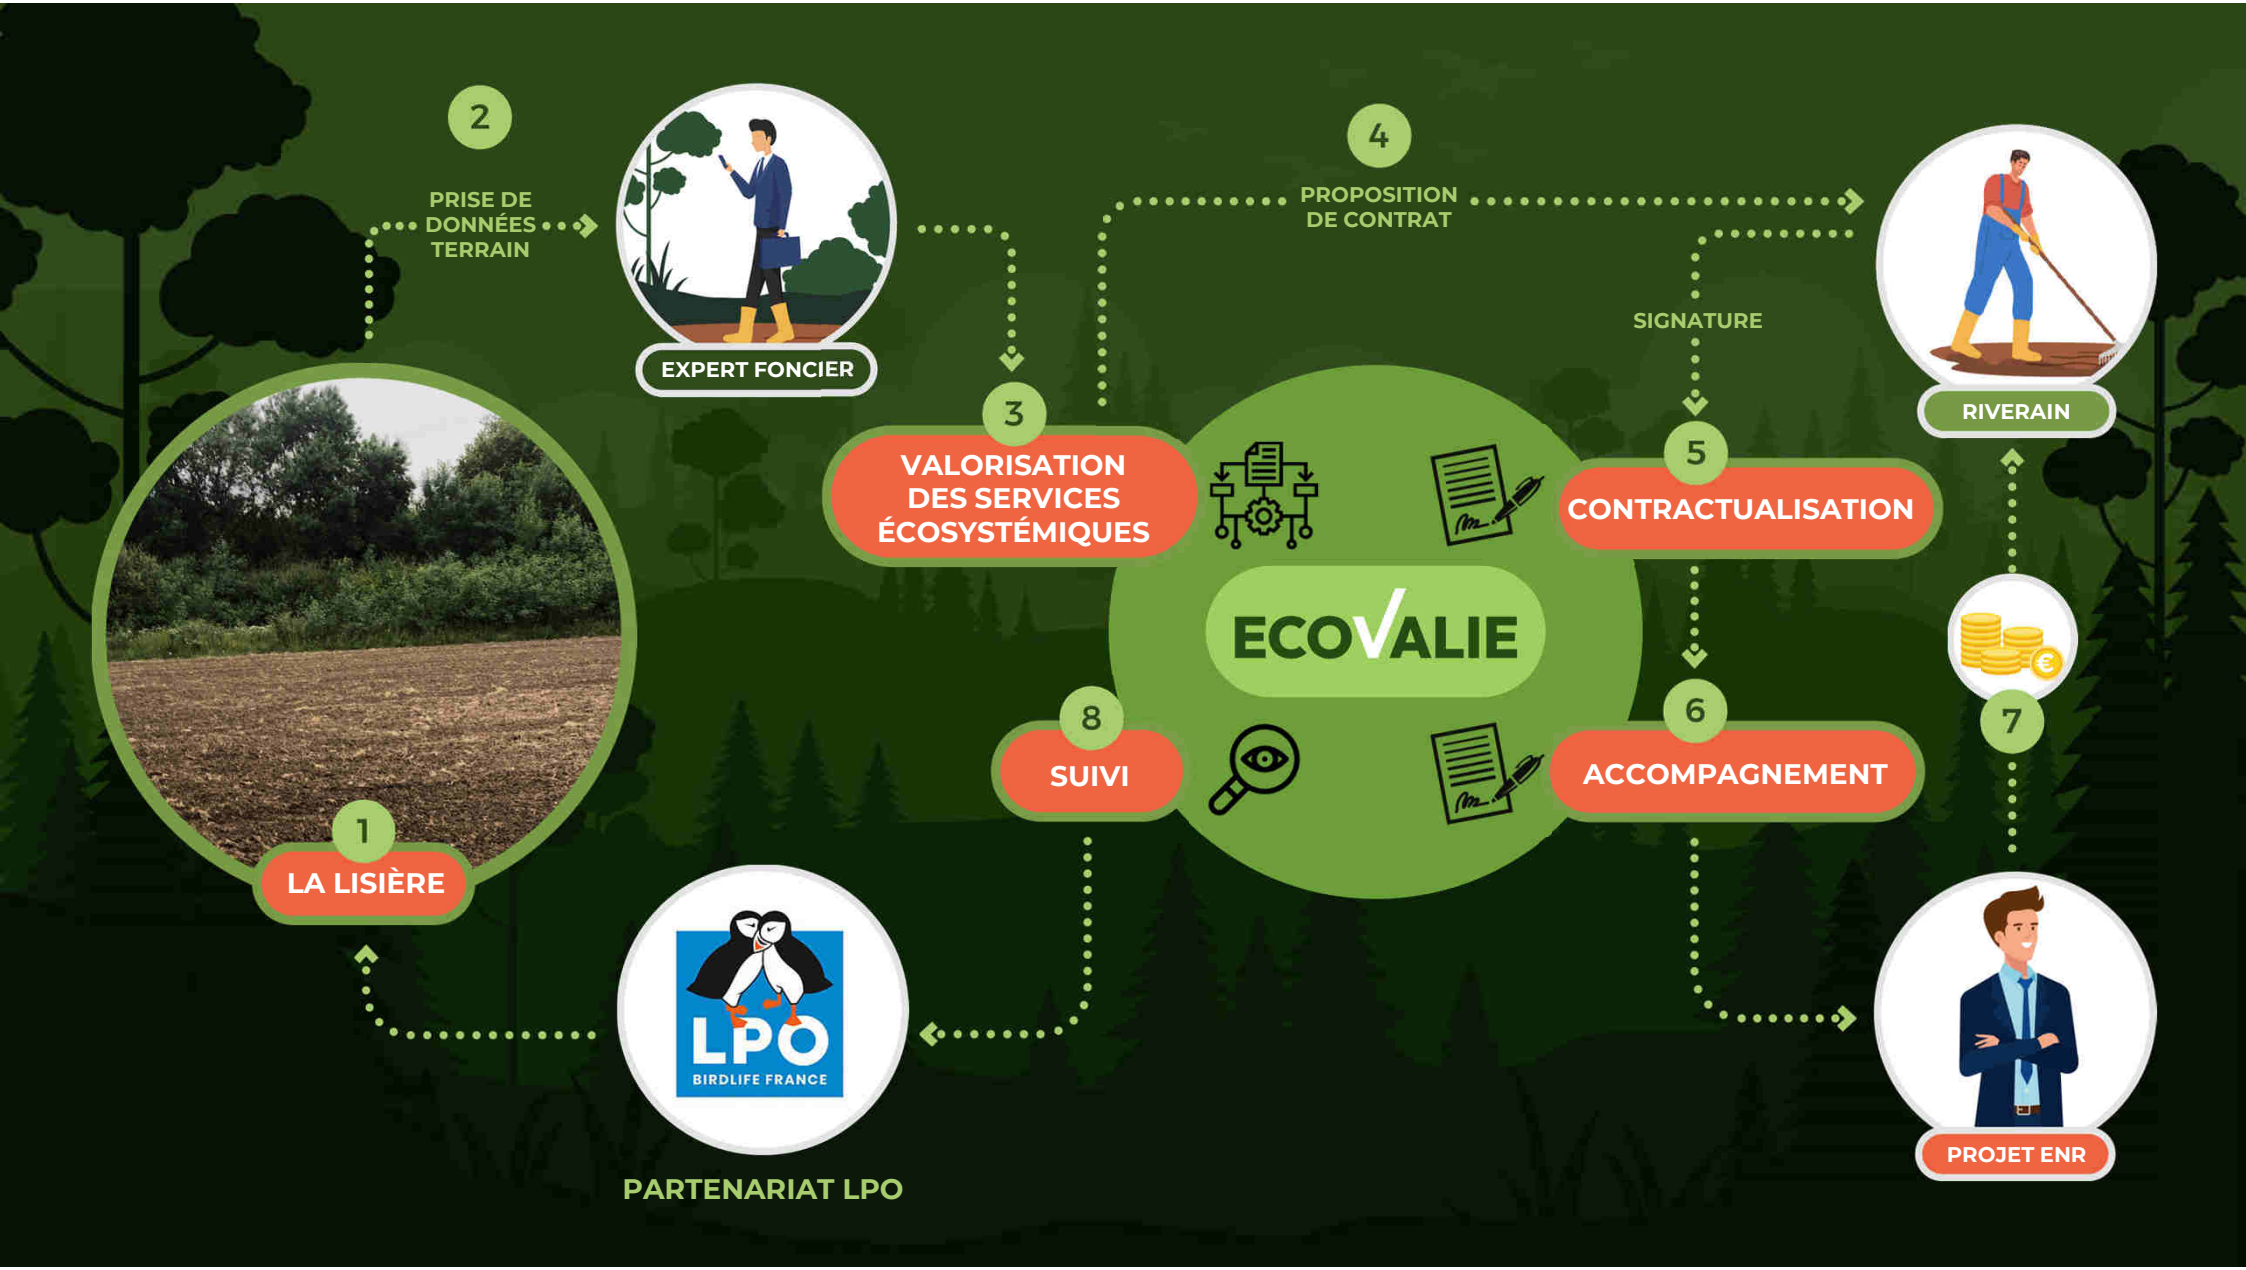 2
PRISE DE
DONNÉES
TERRAIN
EXPERT FONCIER
4
PROPOSITION
DE CONTRAT
SIGNATURE
RIVERAIN
3
VALORISATION
DES SERVICES
ÉCOSYSTÉMIQUES
5
CONTRACTUALISATION
ECOVALIE
€
7
8
SUIVI
6
ACCOMPAGNEMENT
1
LA LISIÈRE
LPO
BIRDLIFE FRANCE
PARTENARIAT LPO
PROJET ENR